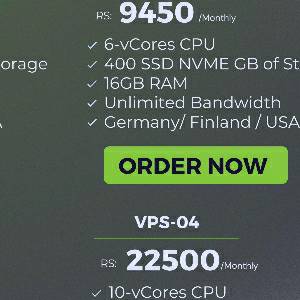 RS: 9450 /Monthly
6-vCores CPU
orage
400 SSD NVME GB of St
16GB RAM
Unlimited Bandwidth
Germany/ Finland / USA
ORDER NOW
VPS-04
RS: 22500 /Monthly
10-vCores CPU